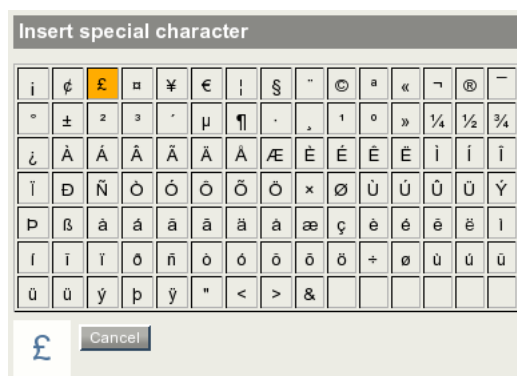 Insert special character
¡ ¢ £ ¤ ¥ € ¦ § ¨ © ª « ¬ ® ¯
° ± ² ³ ´ µ ¶ · ¸ ¹ º » ¼ ½ ¾
¿ À Á Â Ã Ä Å Æ È É Ê Ë Ì Í Î
Ï Ð Ñ Ò Ó Ô Õ Ö × Ø Ù Ú Û Ü Ý
Þ ß à á â ã ä å æ ç è é ê ë ì
í î ï ð ñ ò ó ô õ ö ÷ ø ù ú û
ü ü ý þ ÿ " < > &
£ Cancel